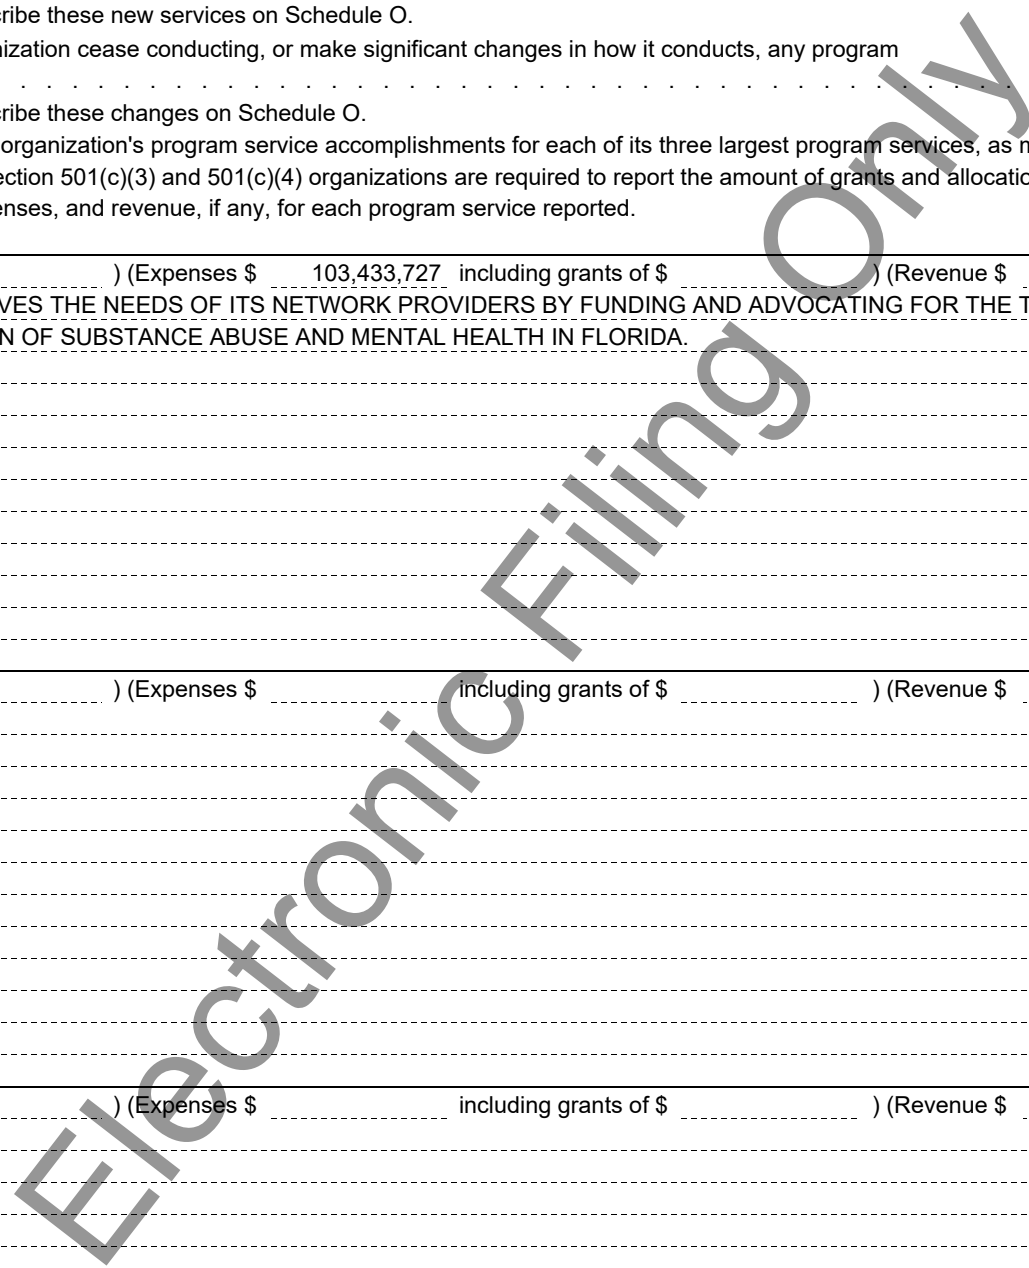 ribe these new services on Schedule O.
nization cease conducting, or make significant changes in how it conducts, any program
. . . . . . . . . . . . . . . . . . . . . . . . . . . . . . . . . . . . . . .
ribe these changes on Schedule O.
organization's program service accomplishments for each of its three largest program services, as m
ection 501(c)(3) and 501(c)(4) organizations are required to report the amount of grants and allocatio
enses, and revenue, if any, for each program service reported.
) (Expenses $ 103,433,727 including grants of $ ) (Revenue $
VES THE NEEDS OF ITS NETWORK PROVIDERS BY FUNDING AND ADVOCATING FOR THE T
N OF SUBSTANCE ABUSE AND MENTAL HEALTH IN FLORIDA.
) (Expenses $ including grants of $ ) (Revenue $
) (Expenses $ including grants of $ ) (Revenue $
Electronic Filing Only